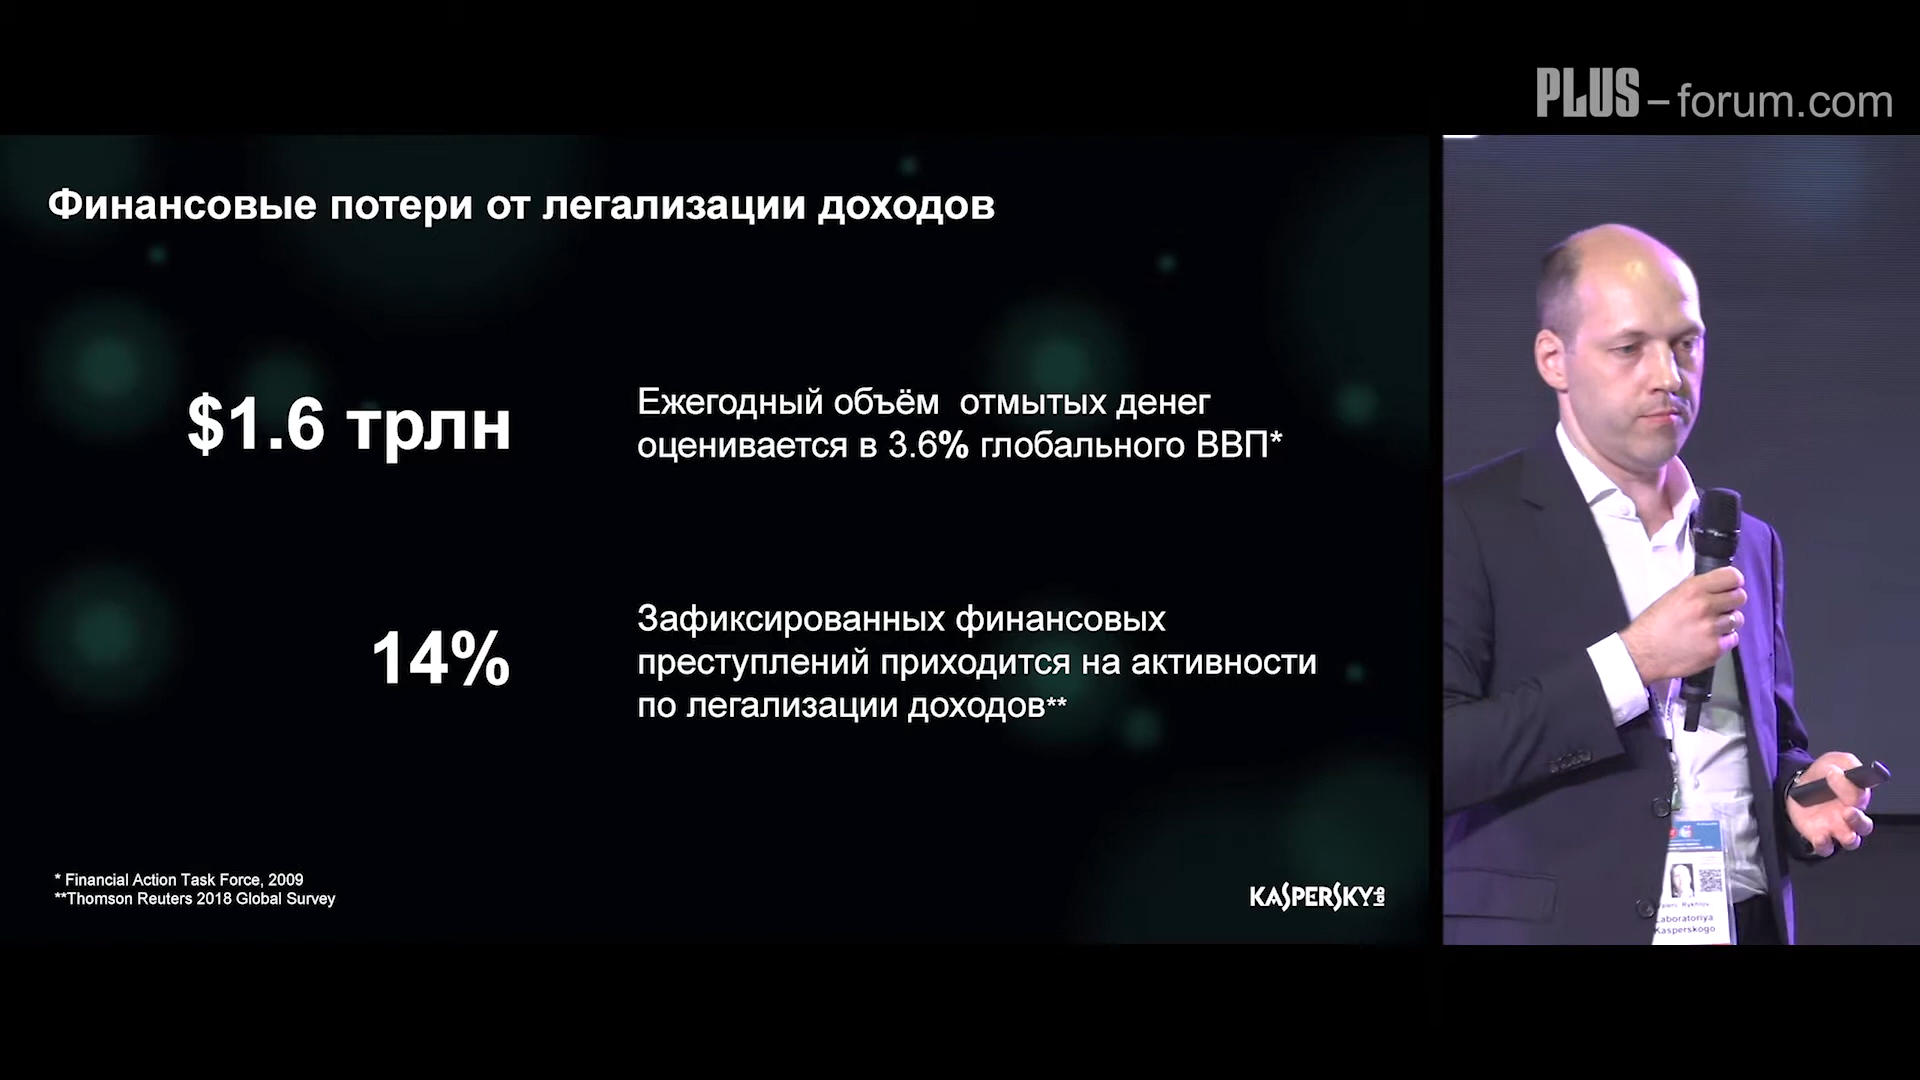 PLUS – forum.com
Финансовые потери от легализации доходов
$1.6 трлн
Ежегодный объём отмытых денег
оценивается в 3.6% глобального ВВП*
14%
Зафиксированных финансовых
преступлений приходится на активности
по легализации доходов**
* Financial Action Task Force, 2009
**Thomson Reuters 2018 Global Survey
KASPERSKY lab
Laboratoriya
Kasperskogo